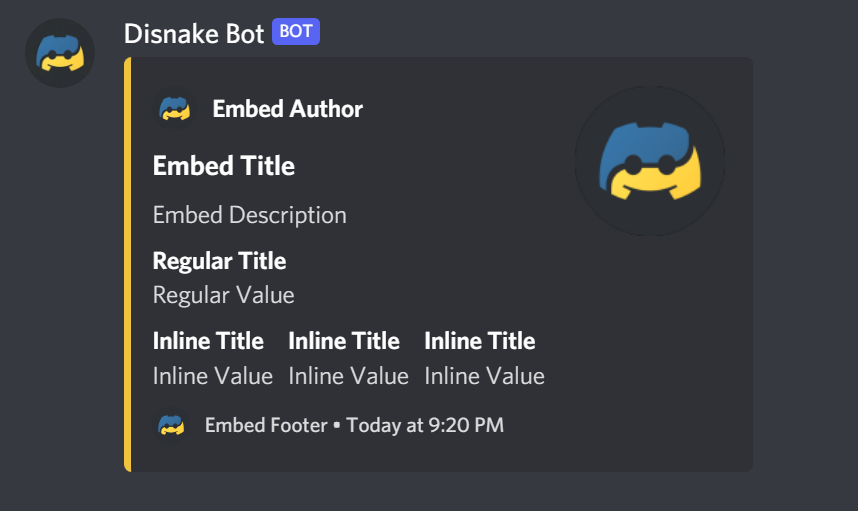 Disnake Bot BOT
Embed Author
Embed Title
Embed Description
Regular Title
Regular Value
Inline Title Inline Title Inline Title
Inline Value Inline Value Inline Value
Embed Footer • Today at 9:20 PM